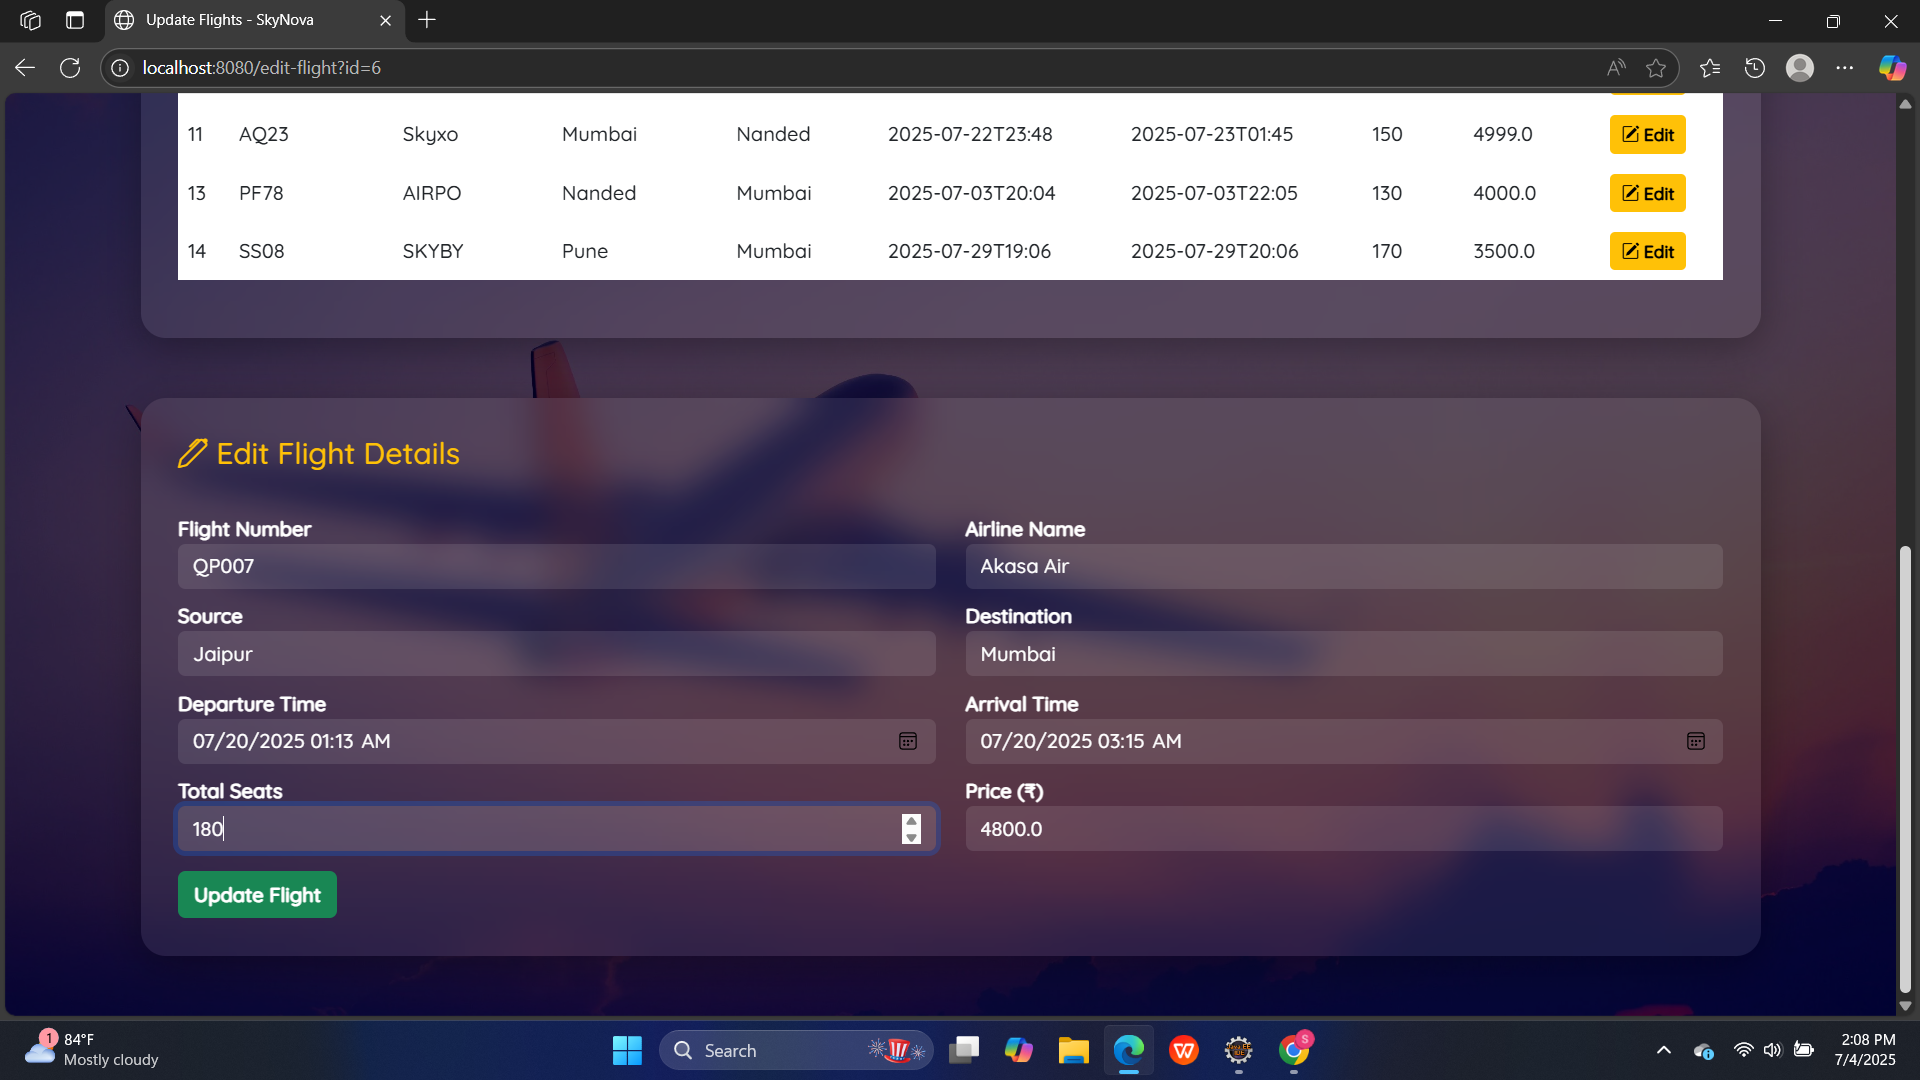 Update Flights - SkyNova
localhost:8080/edit-flight?id=6
11 AQ23 Skyxo Mumbai Nanded 2025-07-22T23:48 2025-07-23T01:45 150 4999.0 Edit
13 PF78 AIRPO Nanded Mumbai 2025-07-03T20:04 2025-07-03T22:05 130 4000.0 Edit
14 SS08 SKYBY Pune Mumbai 2025-07-29T19:06 2025-07-29T20:06 170 3500.0 Edit
Edit Flight Details
Flight Number Airline Name
QP007 Akasa Air
Source Destination
Jaipur Mumbai
Departure Time Arrival Time
07/20/2025 01:13 AM 07/20/2025 03:15 AM
Total Seats Price (₹)
180 4800.0
Update Flight
1 84°F
Mostly cloudy
Search
S
2:08 PM
7/4/2025